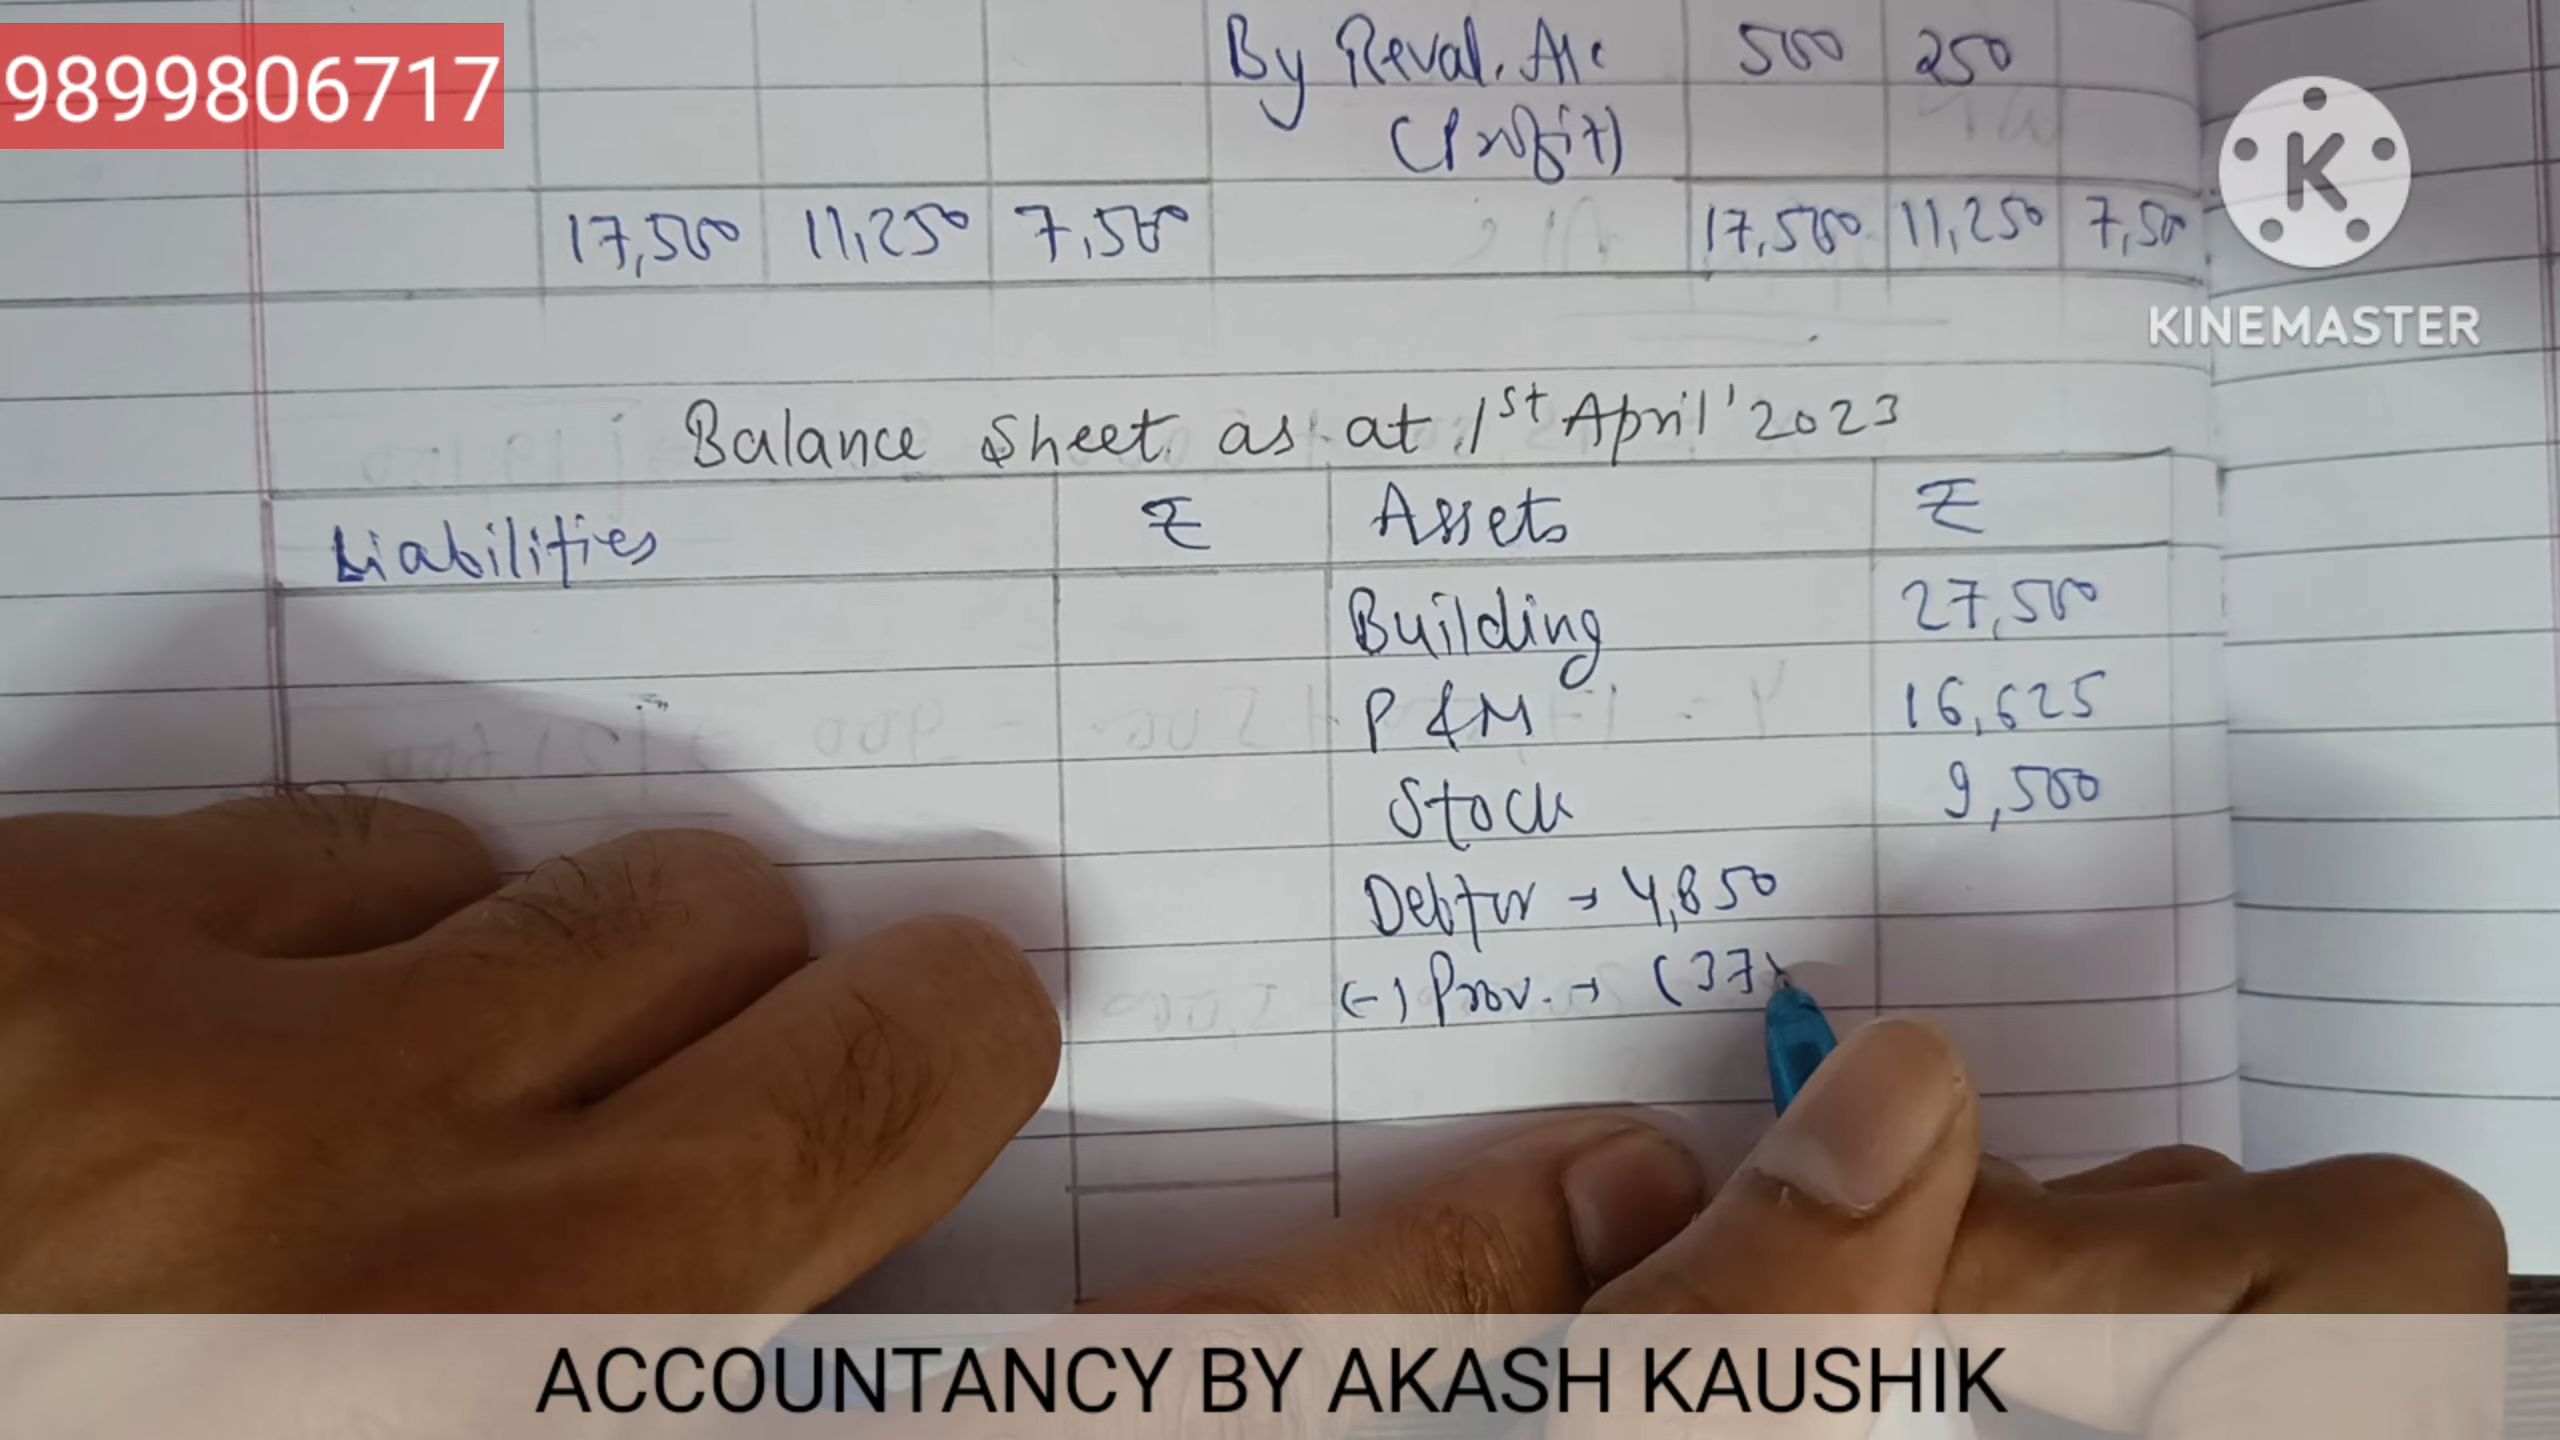 9899806717
By Reval. A/c 500 250
(Profit)
17,500 11,250 7,500 17,500 11,250 7,50
KINEMASTER
Balance Sheet as at 1st April' 2023
Liabilities ₹ Assets ₹
Building 27,500
P & M 16,625
Stock 9,500
Debtor → 4,850
(-) Prov. → (37
ACCOUNTANCY BY AKASH KAUSHIK